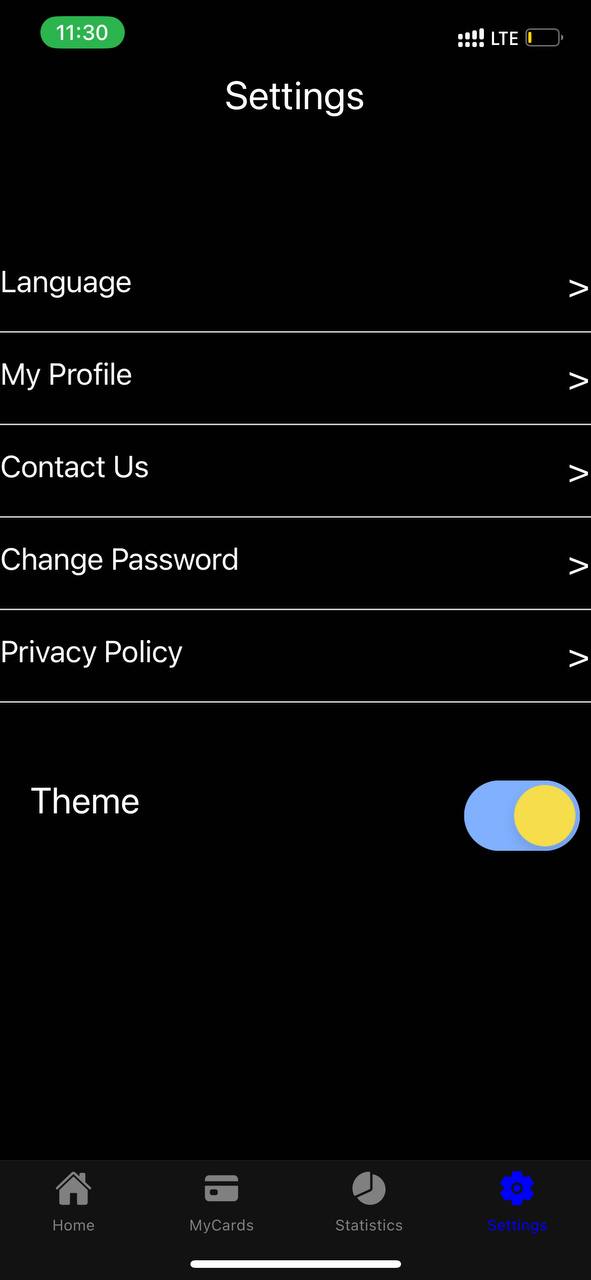 11:30
LTE
Settings
Language
>
My Profile
>
Contact Us
>
Change Password
>
Privacy Policy
>
Theme
Home
MyCards
Statistics
Settings